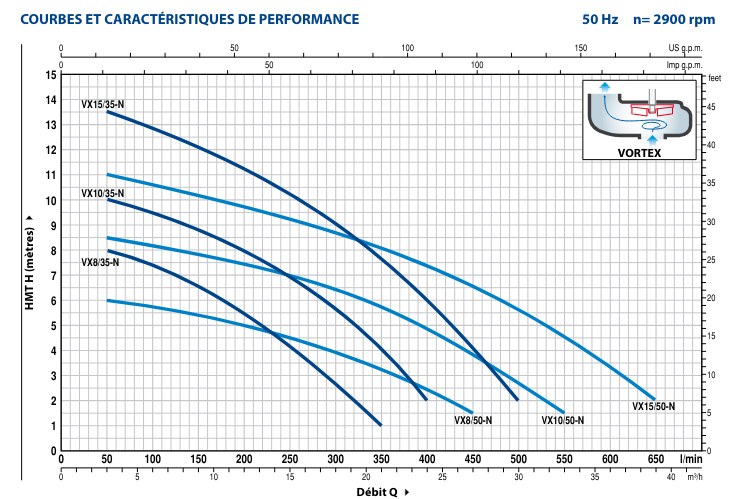 COURBES ET CARACTÉRISTIQUES DE PERFORMANCE
50 Hz n= 2900 rpm
0 50 100 150 US g.p.m.
0 50 100 Imp g.p.m.
15
14
13
12
11
10
9
8
7
6
5
4
3
2
1
0
HMT H (mètres)
feet
45
40
35
30
25
20
15
10
5
0
VX15/35-N
VX10/35-N
VX8/35-N
VORTEX
VX8/50-N
VX10/50-N
VX15/50-N
50 100 150 200 250 300 350 400 450 500 550 600 650 l/min
0 5 10 15 20 25 30 35 40 m³/h
Débit Q